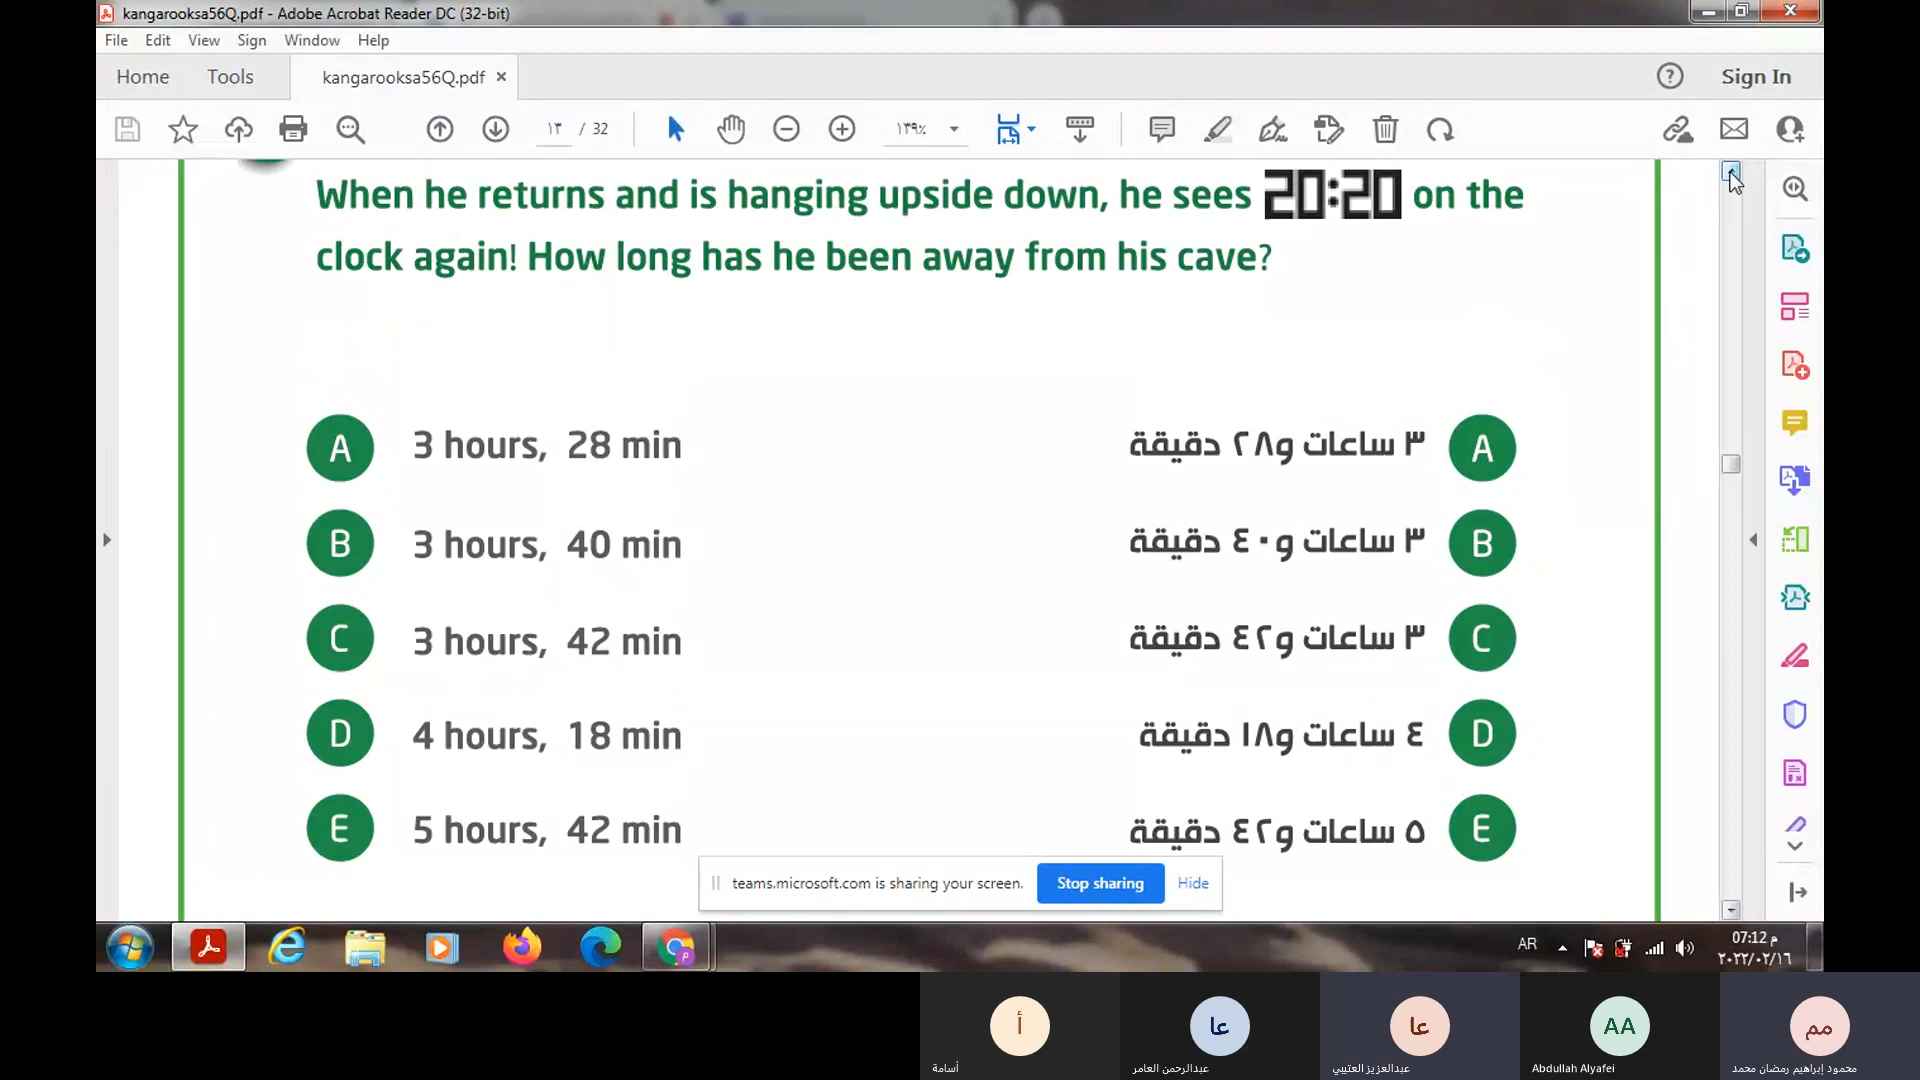 kangarooksa56Q.pdf - Adobe Acrobat Reader DC (32-bit)
File Edit View Sign Window Help
Home Tools kangarooksa56Q.pdf × Sign In
١٣ / 32 ١٣٩٪
When he returns and is hanging upside down, he sees 20:20 on the
clock again! How long has he been away from his cave?
A 3 hours, 28 min ٣ ساعات و٢٨ دقيقة A
B 3 hours, 40 min ٣ ساعات و٤٠ دقيقة B
C 3 hours, 42 min ٣ ساعات و٤٢ دقيقة C
D 4 hours, 18 min ٤ ساعات و١٨ دقيقة D
E 5 hours, 42 min ٥ ساعات و٤٢ دقيقة E
teams.microsoft.com is sharing your screen. Stop sharing Hide
AR 07:12 م
٢٠٢٢/٠٢/١٦
أ عا عا AA مم
أسامة عبدالرحمن العامر عبدالعزيز العتيبي Abdullah Alyafei محمود إبراهيم رمضان محمد